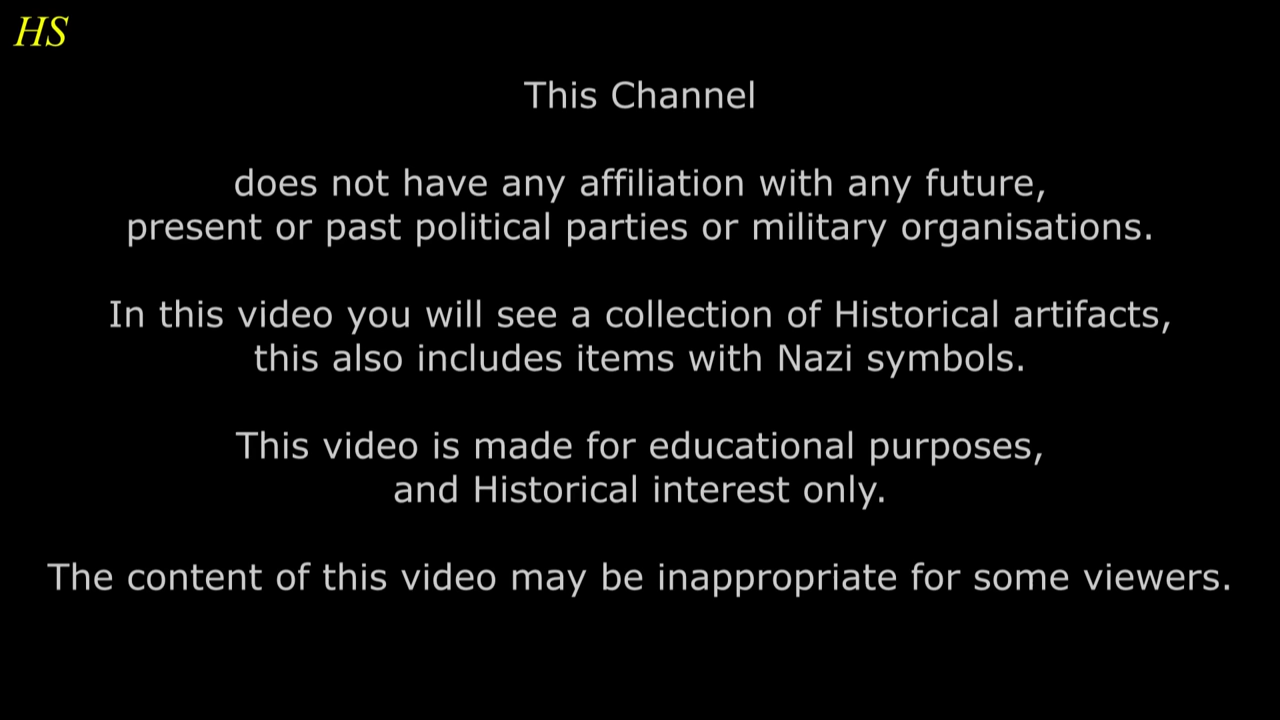 HS
This Channel
does not have any affiliation with any future,
present or past political parties or military organisations.
In this video you will see a collection of Historical artifacts,
this also includes items with Nazi symbols.
This video is made for educational purposes,
and Historical interest only.
The content of this video may be inappropriate for some viewers.